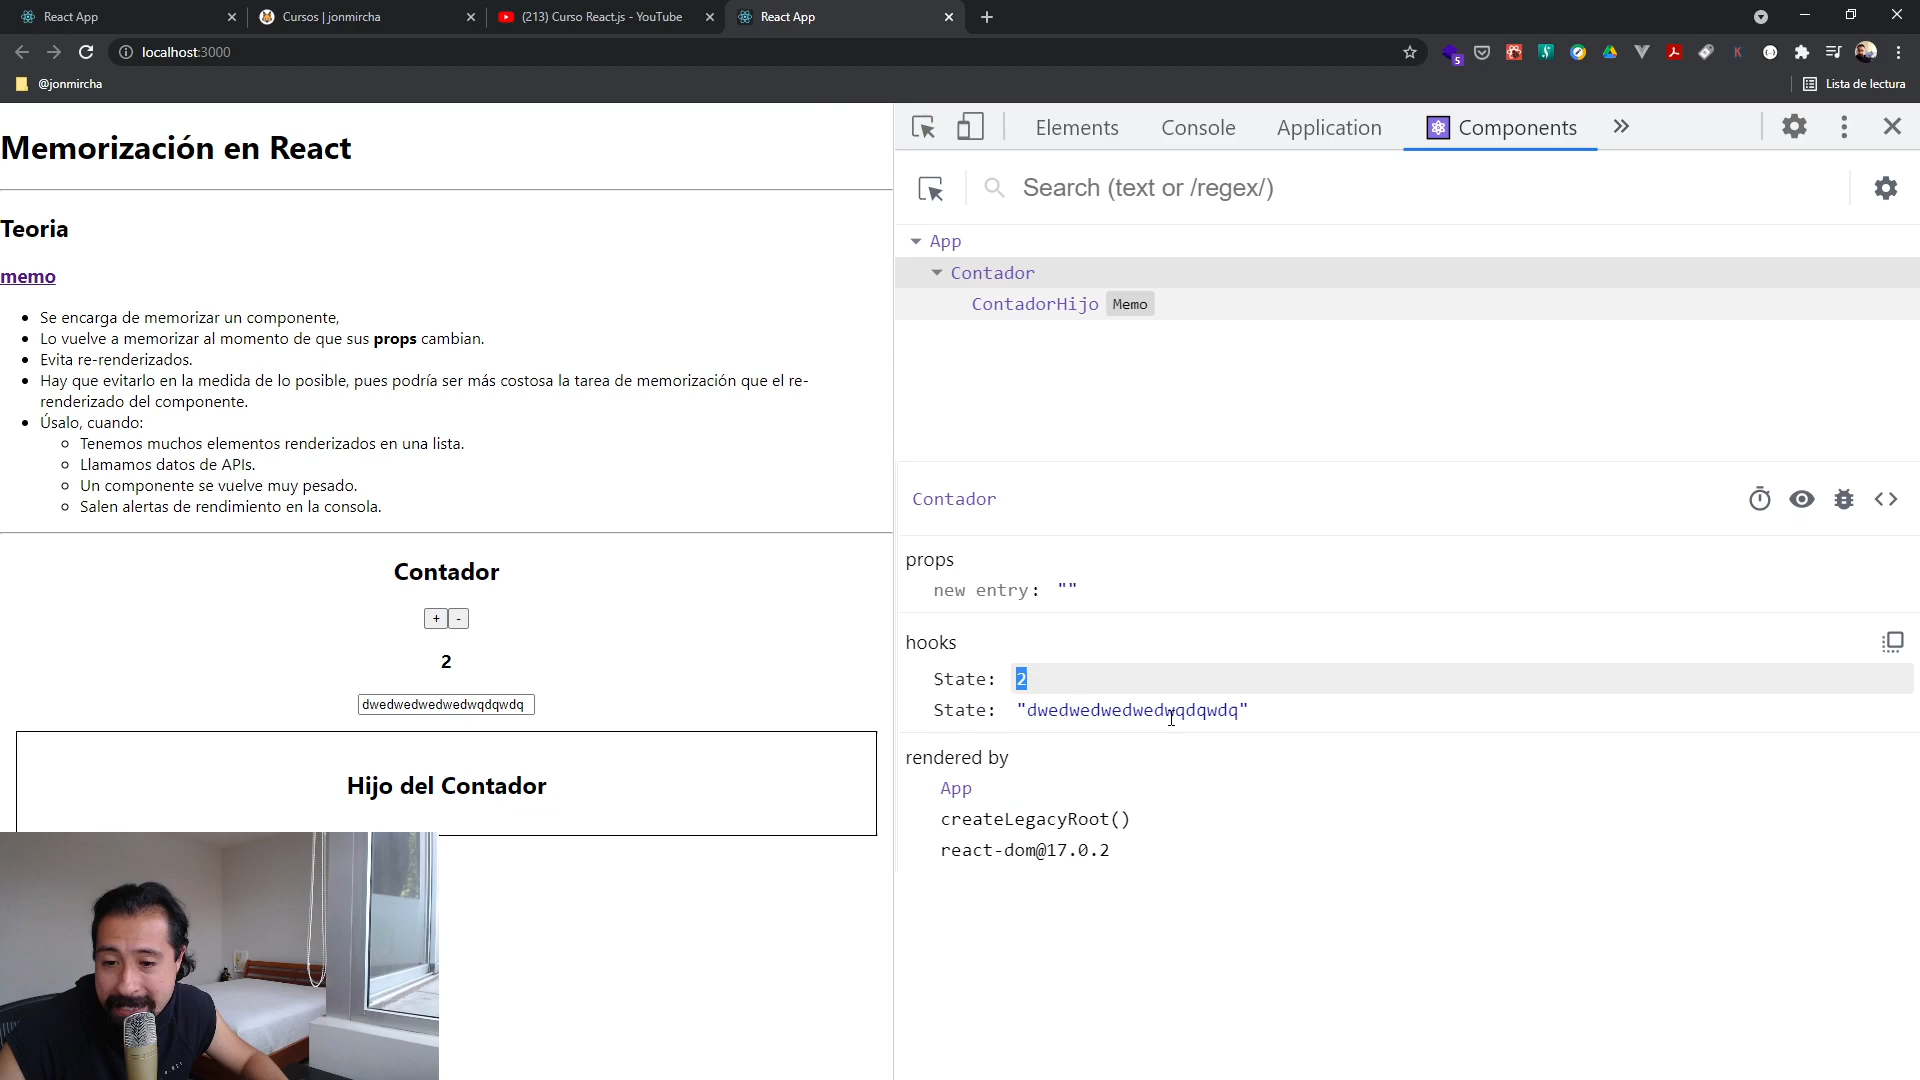 React App
Cursos | jonmircha
(213) Curso React.js - YouTube
React App
localhost:3000
5
K
@jonmircha
Lista de lectura
Memorización en React
Teoria
memo
Se encarga de memorizar un componente,
Lo vuelve a memorizar al momento de que sus props cambian.
Evita re-renderizados.
Hay que evitarlo en la medida de lo posible, pues podría ser más costosa la tarea de memorización que el re-
renderizado del componente.
Úsalo, cuando:
Tenemos muchos elementos renderizados en una lista.
Llamamos datos de APIs.
Un componente se vuelve muy pesado.
Salen alertas de rendimiento en la consola.
Contador
+ -
2
dwedwedwedwedwqdqwdq
Hijo del Contador
Elements Console Application Components »
Search (text or /regex/)
App
Contador
ContadorHijo Memo
Contador
props
new entry: ""
hooks
State: 2
State: "dwedwedwedwedwqdqwdq"
rendered by
App
createLegacyRoot()
react-dom@17.0.2